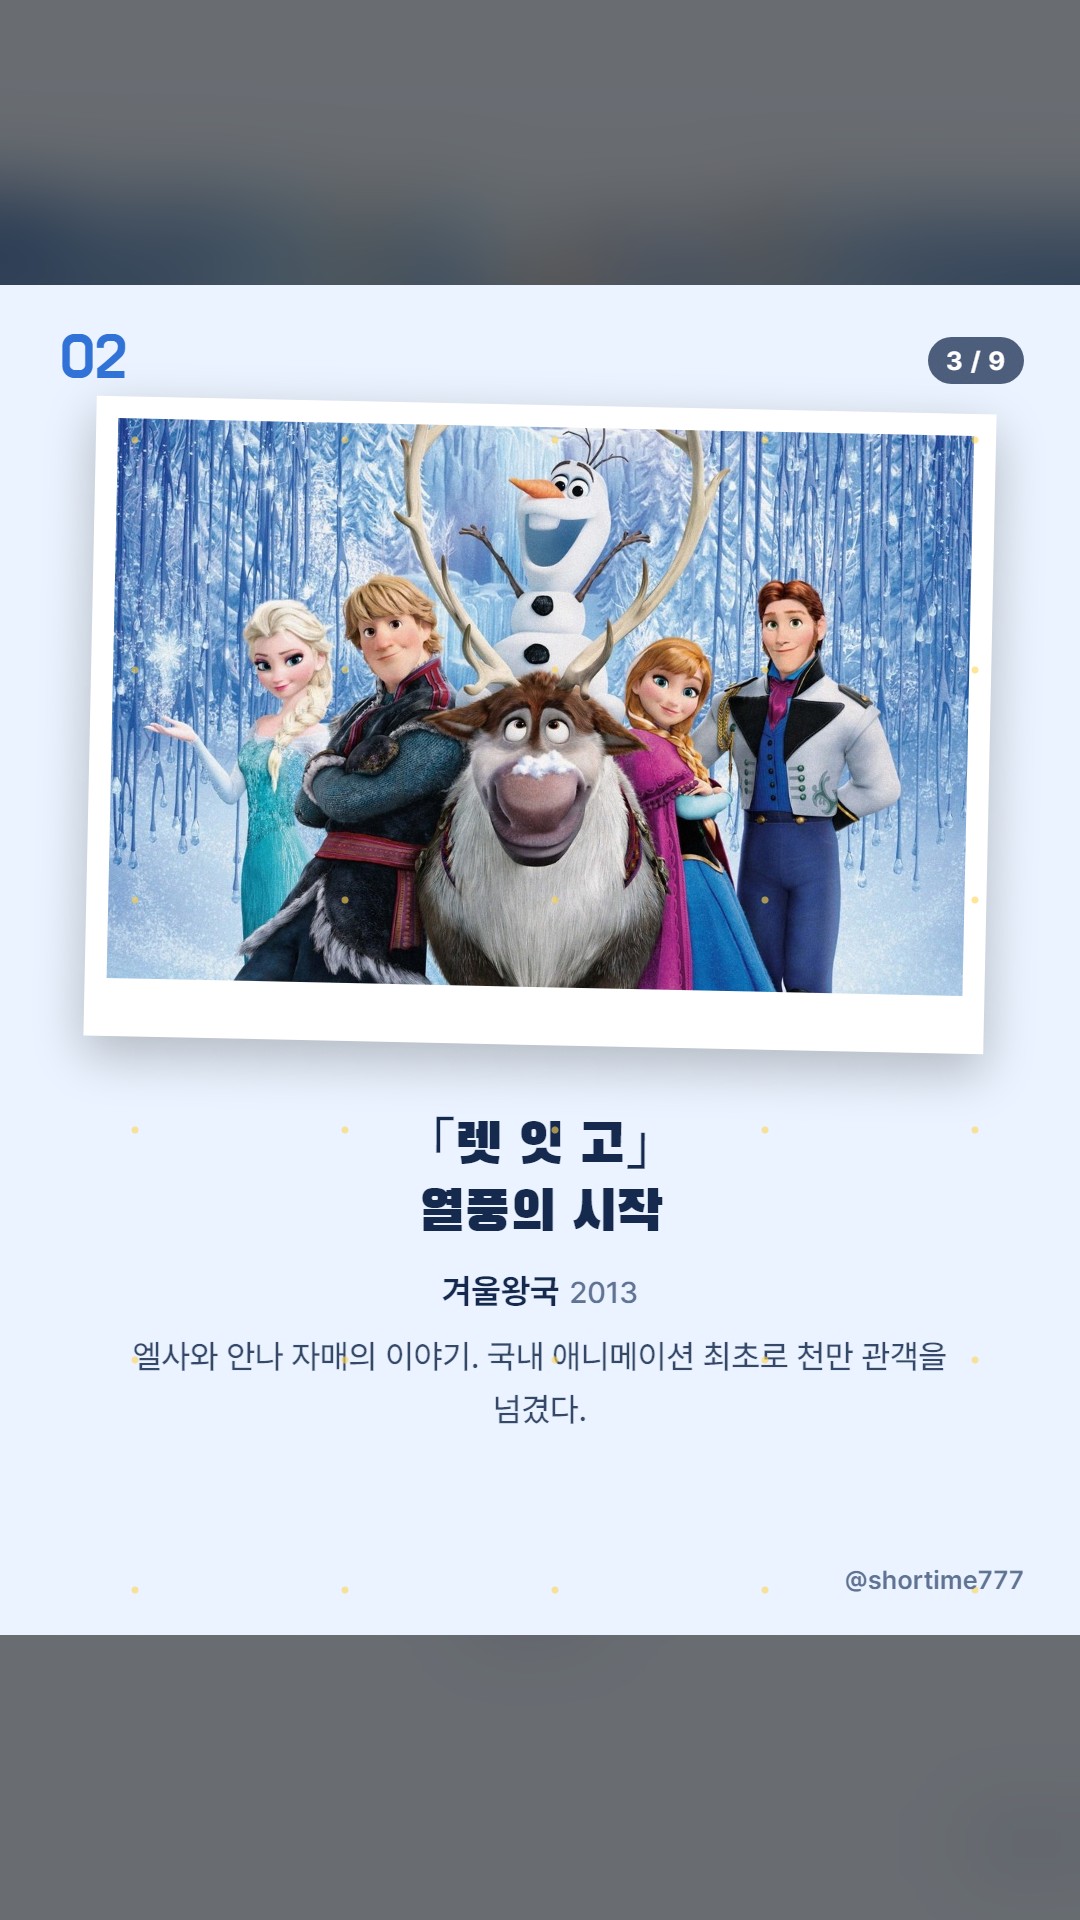 02
3 / 9
「렛 잇 고」
열풍의 시작
겨울왕국 2013
엘사와 안나 자매의 이야기. 국내 애니메이션 최초로 천만 관객을
넘겼다.
@shortime777